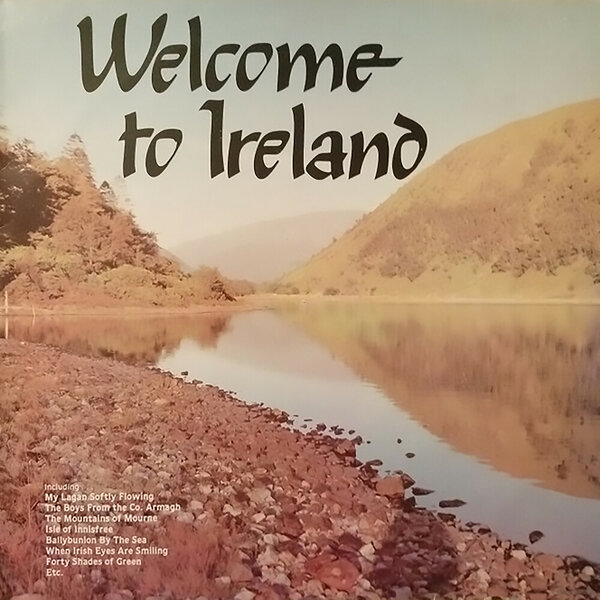 Welcome
to Ireland
Including...
My Lagan Softly Flowing
The Boys From the Co. Armagh
The Mountains of Mourne
Isle of Innisfree
Ballybunion By The Sea
When Irish Eyes Are Smiling
Forty Shades of Green
Etc.